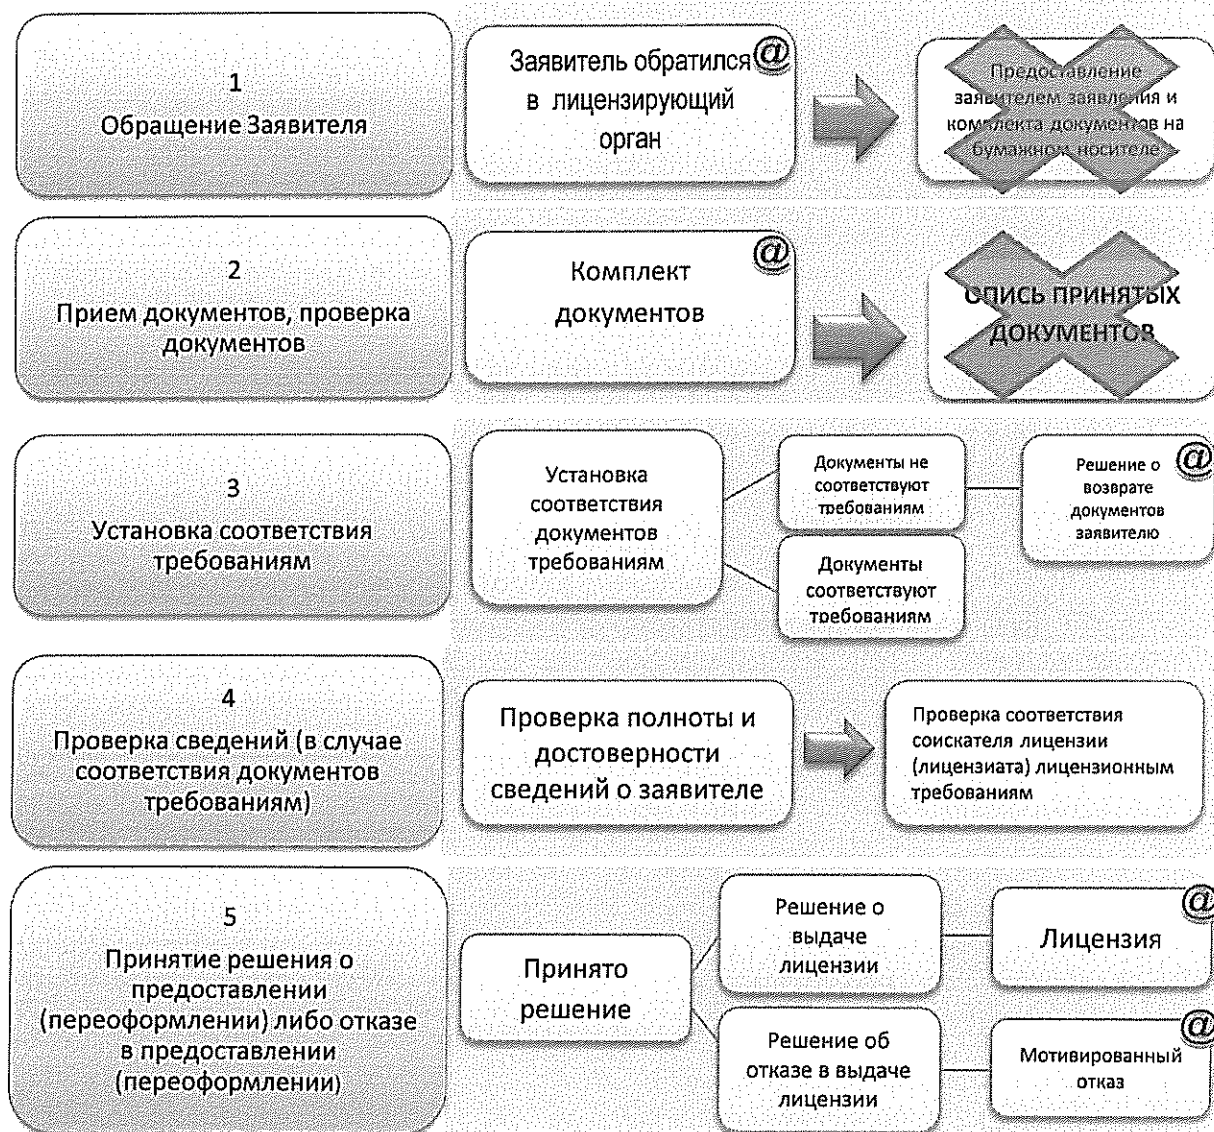 1
Обращение Заявителя
Заявитель обратился
в лицензирующий
орган
@
Предоставление
заявителем заявления и
комплекта документов на
бумажном носителе
2
Прием документов, проверка
документов
Комплект
документов
@
ОПИСЬ ПРИНЯТЫХ
ДОКУМЕНТОВ
3
Установка соответствия
требованиям
Установка
соответствия
документов
требованиям
Документы не
соответствуют
требованиям
Решение о
возврате
документов
заявителю
@
Документы
соответствуют
требованиям
4
Проверка сведений (в случае
соответствия документов
требованиям)
Проверка полноты и
достоверности
сведений о заявителе
Проверка соответствия
соискателя лицензии
(лицензиата) лицензионным
требованиям
5
Принятие решения о
предоставлении
(переоформлении) либо отказе
в предоставлении
(переоформлении)
Принято
решение
Решение о
выдаче
лицензии
Лицензия
@
Решение об
отказе в выдаче
лицензии
Мотивированный
отказ
@